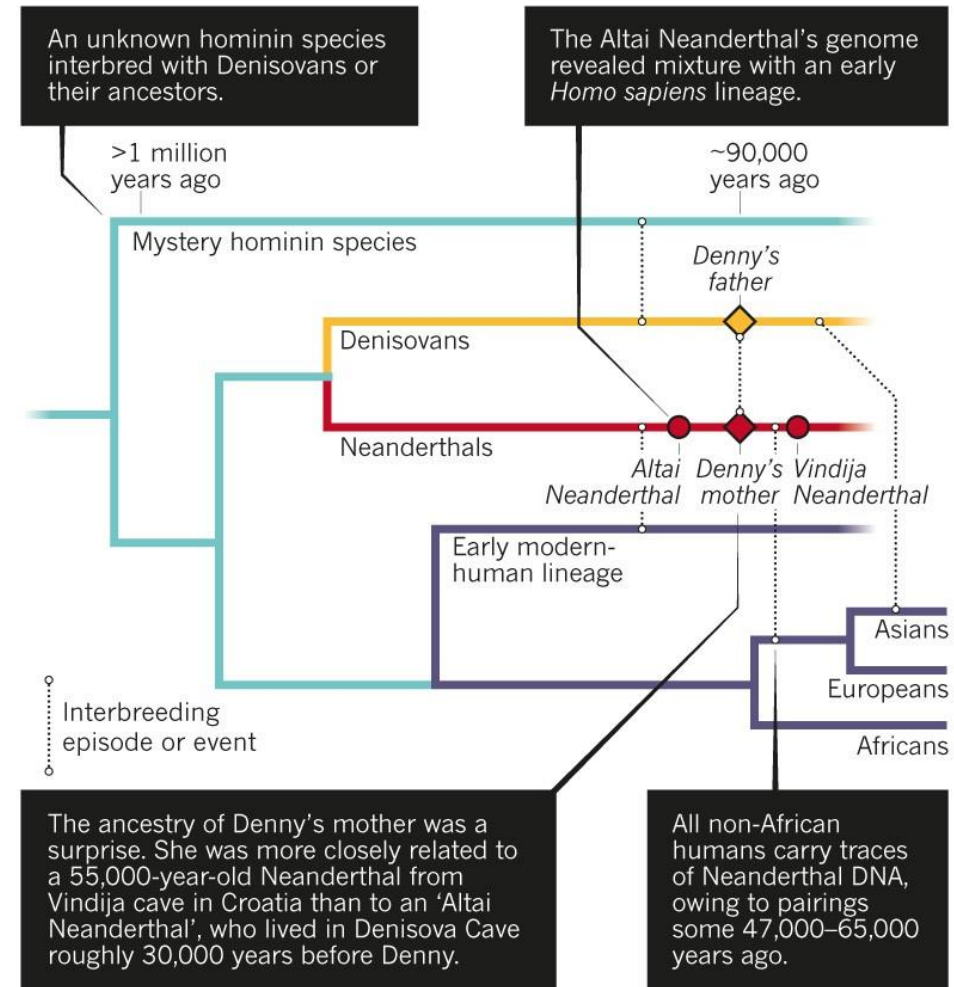 An unknown hominin species
interbred with Denisovans or
their ancestors.
The Altai Neanderthal's genome
revealed mixture with an early
Homo sapiens lineage.
>1 million
years ago
~90,000
years ago
Mystery hominin species
Denny's
father
Denisovans
Neanderthals
Altai
Neanderthal
Denny's
mother
Vindija
Neanderthal
Early modern-
human lineage
Asians
Europeans
Africans
Interbreeding
episode or event
The ancestry of Denny's mother was a
surprise. She was more closely related to
a 55,000-year-old Neanderthal from
Vindija cave in Croatia than to an ‘Altai
Neanderthal’, who lived in Denisova Cave
roughly 30,000 years before Denny.
All non-African
humans carry traces
of Neanderthal DNA,
owing to pairings
some 47,000–65,000
years ago.